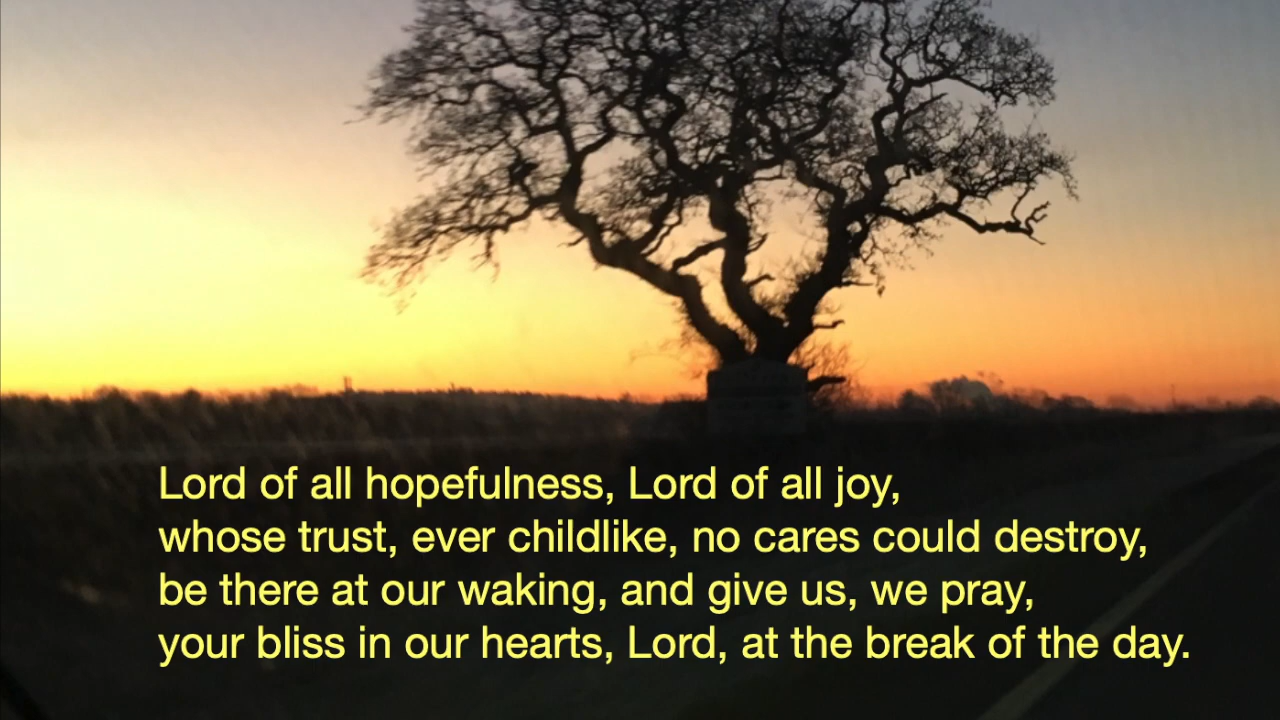 Lord of all hopefulness, Lord of all joy,
whose trust, ever childlike, no cares could destroy,
be there at our waking, and give us, we pray,
your bliss in our hearts, Lord, at the break of the day.